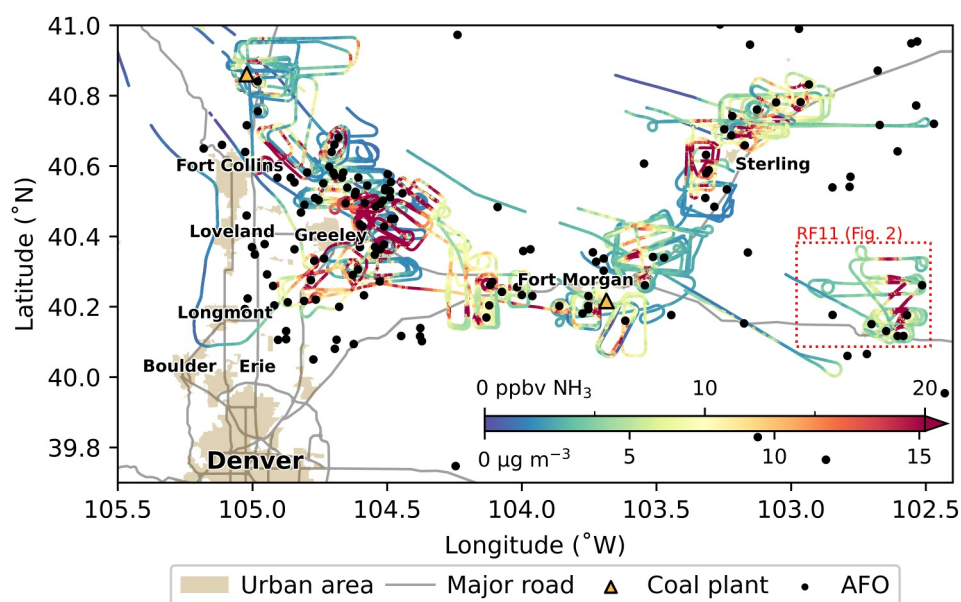 41.0
40.8
40.6
40.4
40.2
40.0
39.8
Latitude (˚N)
Fort Collins
Sterling
Loveland
Greeley
RF11 (Fig. 2)
Fort Morgan
Longmont
Boulder
Erie
0 ppbv NH₃ 10 20
0 µg m⁻³ 5 10 15
Denver
105.5 105.0 104.5 104.0 103.5 103.0 102.5
Longitude (˚W)
Urban area Major road Coal plant AFO